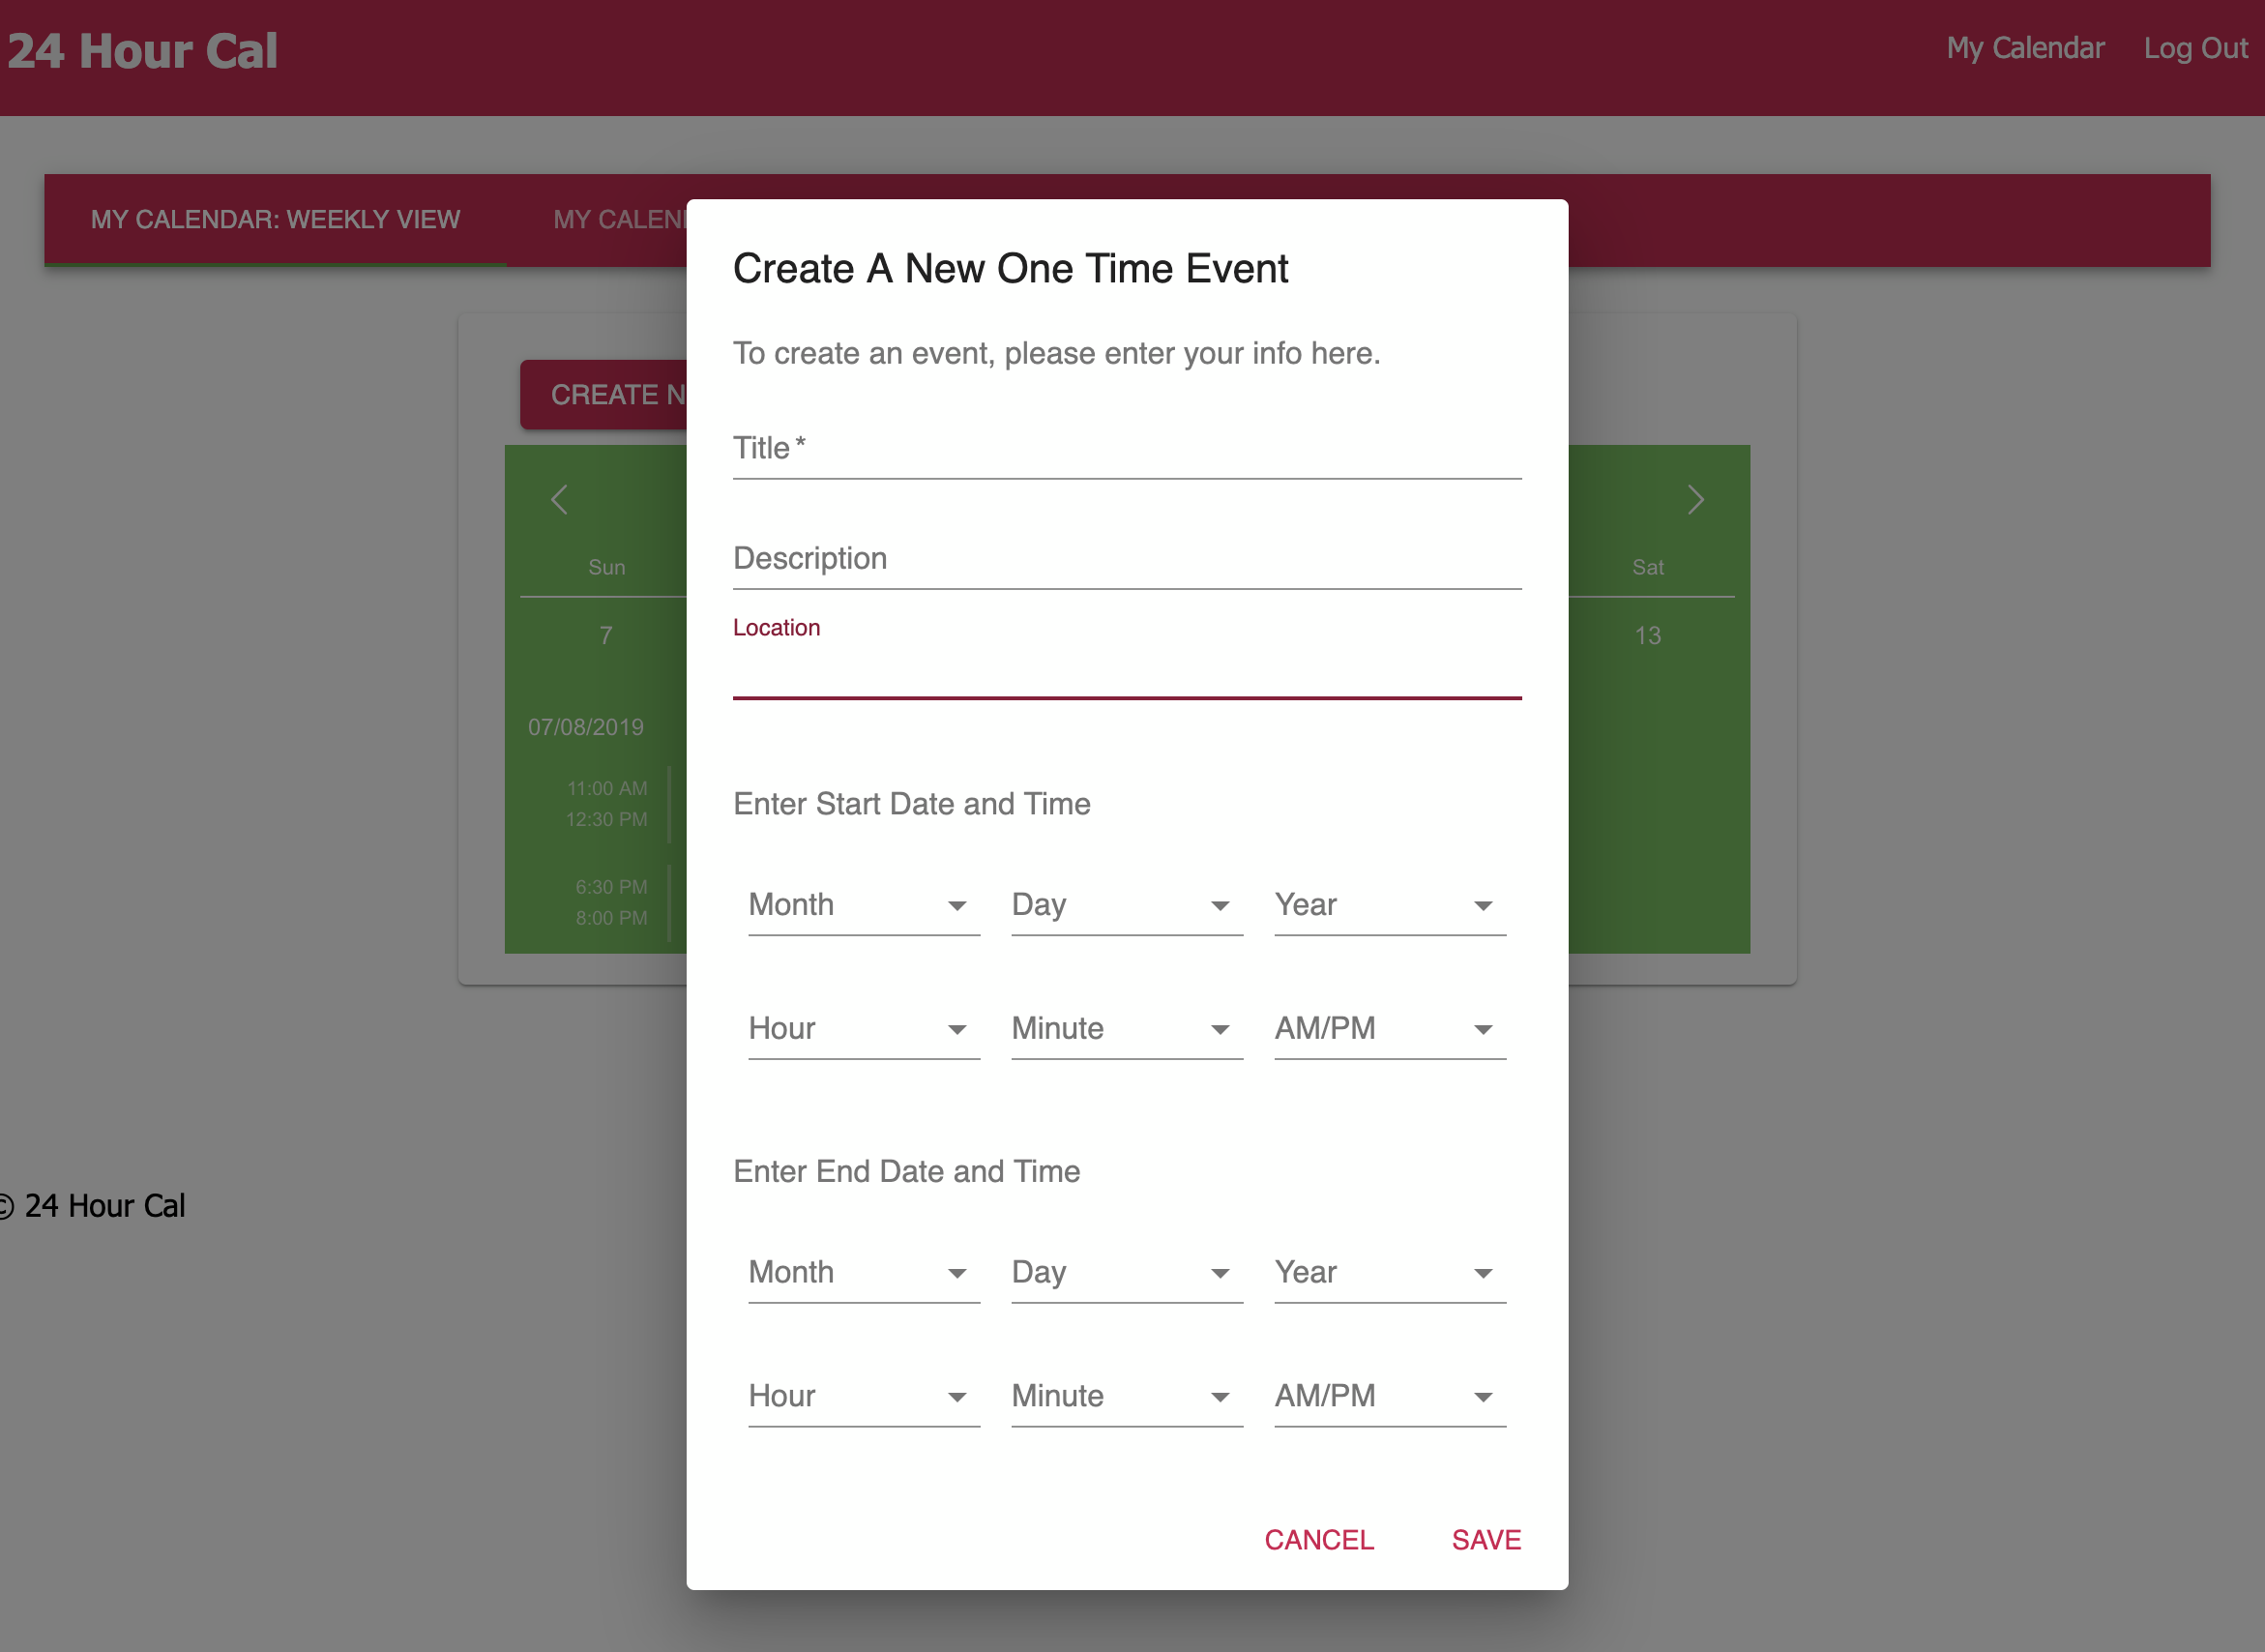 24 Hour Cal
My Calendar Log Out
MY CALENDAR: WEEKLY VIEW
Create A New One Time Event
To create an event, please enter your info here.
CREATE
Title *
Description
Sun
Sat
Location
7
13
07/08/2019
11:00 AM
12:30 PM
Enter Start Date and Time
6:30 PM
8:00 PM
Month Day Year
Hour Minute AM/PM
Enter End Date and Time
© 24 Hour Cal
Month Day Year
Hour Minute AM/PM
CANCEL SAVE